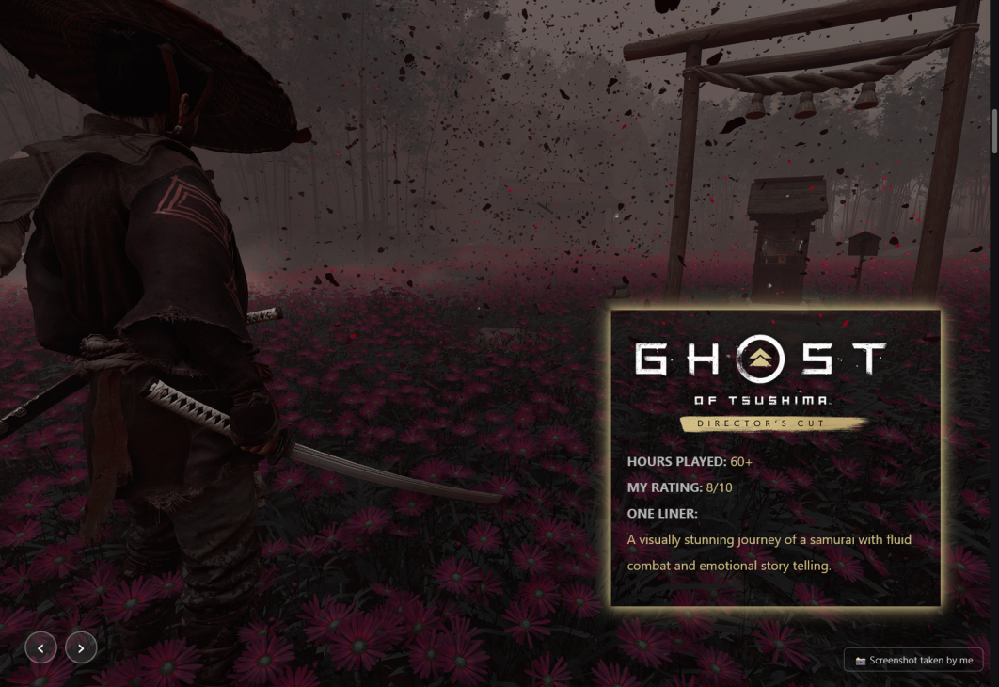 GHOST
OF TSUSHIMA
DIRECTOR'S CUT
HOURS PLAYED: 60+
MY RATING: 8/10
ONE LINER:
A visually stunning journey of a samurai with fluid
combat and emotional story telling.
Screenshot taken by me